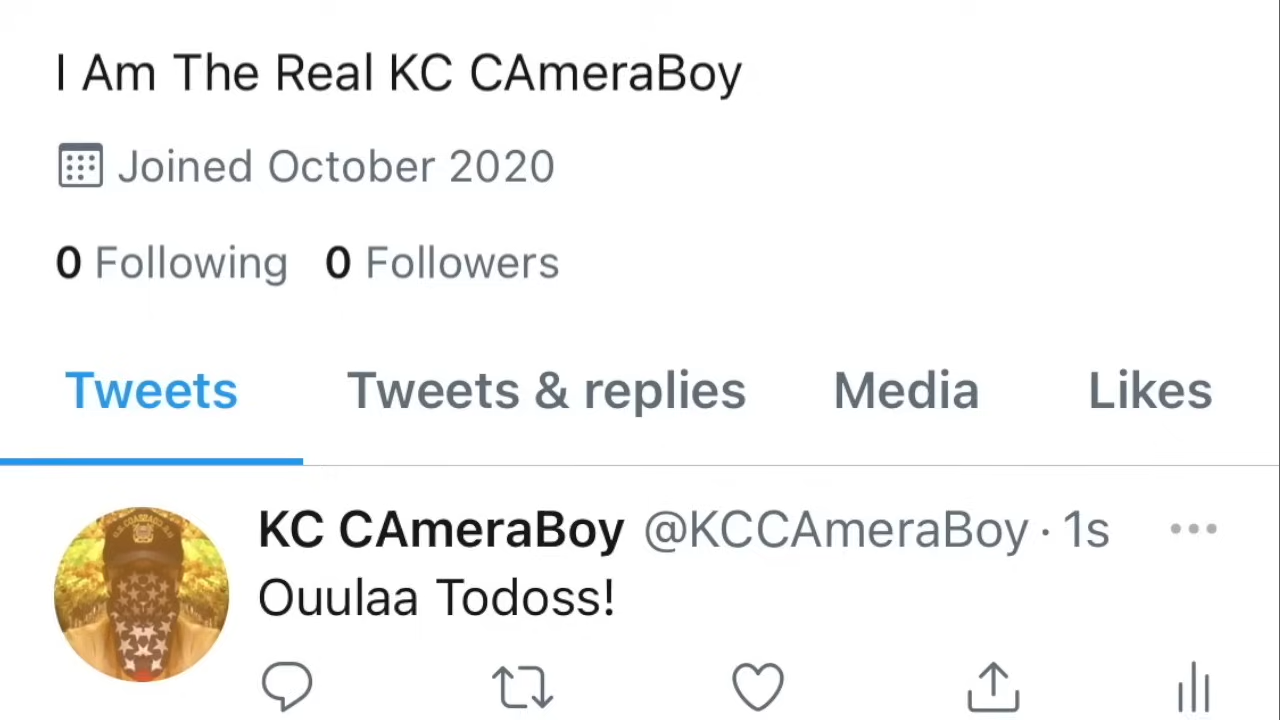 I Am The Real KC CAmeraBoy
Joined October 2020
0 Following 0 Followers
Tweets Tweets & replies Media Likes
KC CAmeraBoy @KCCAmeraBoy · 1s
Ouulaa Todoss!